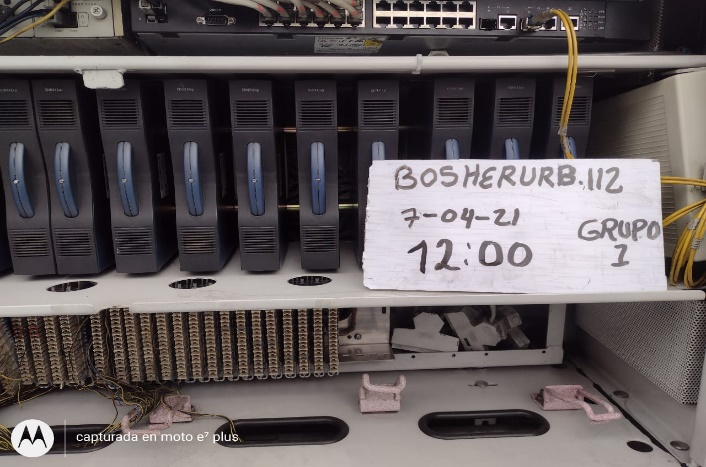 BOSHERURB.112
7-04-21
12:00
GRUPO
1
capturada en moto e⁷ plus